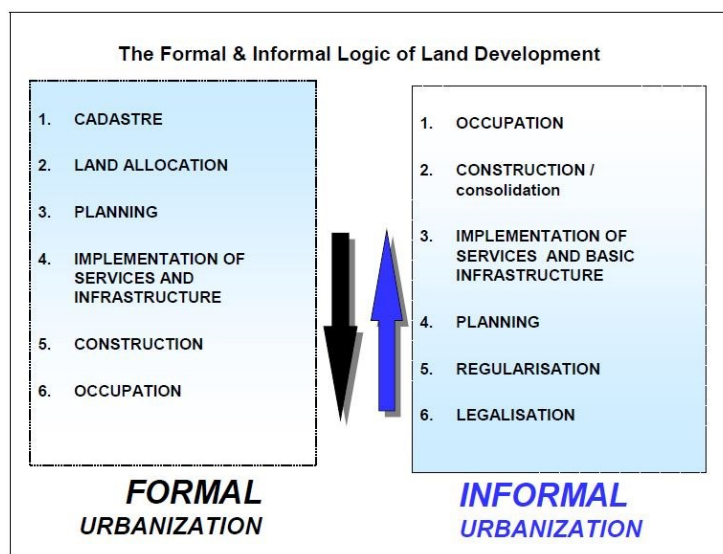 The Formal & Informal Logic of Land Development
1. CADASTRE
2. LAND ALLOCATION
3. PLANNING
4. IMPLEMENTATION OF
SERVICES AND
INFRASTRUCTURE
5. CONSTRUCTION
6. OCCUPATION
FORMAL
URBANIZATION
1. OCCUPATION
2. CONSTRUCTION /
consolidation
3. IMPLEMENTATION OF
SERVICES AND BASIC
INFRASTRUCTURE
4. PLANNING
5. REGULARISATION
6. LEGALISATION
INFORMAL
URBANIZATION